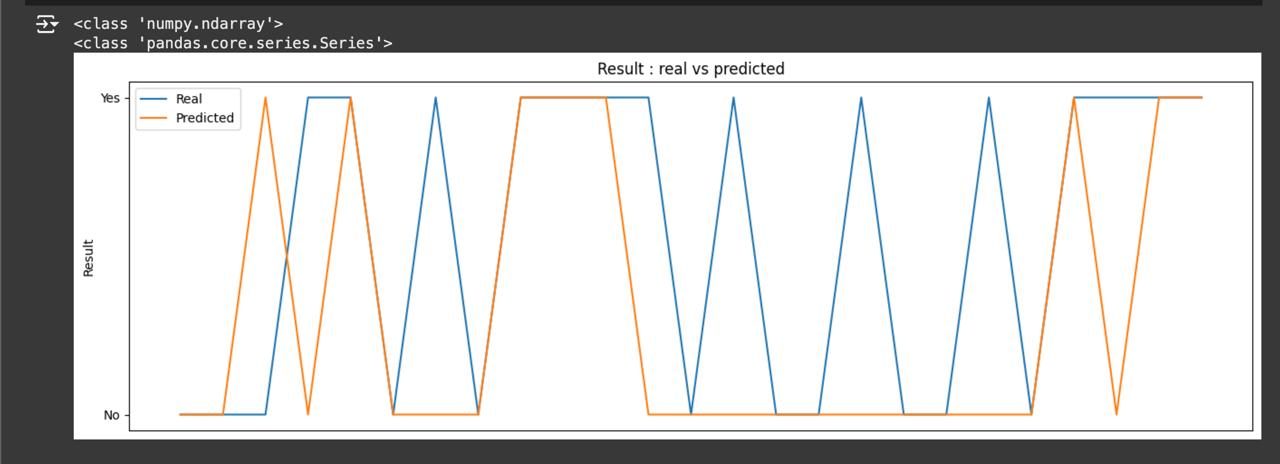 <class 'numpy.ndarray'>
<class 'pandas.core.series.Series'>
Result : real vs predicted
Yes
Real
Predicted
Result
No